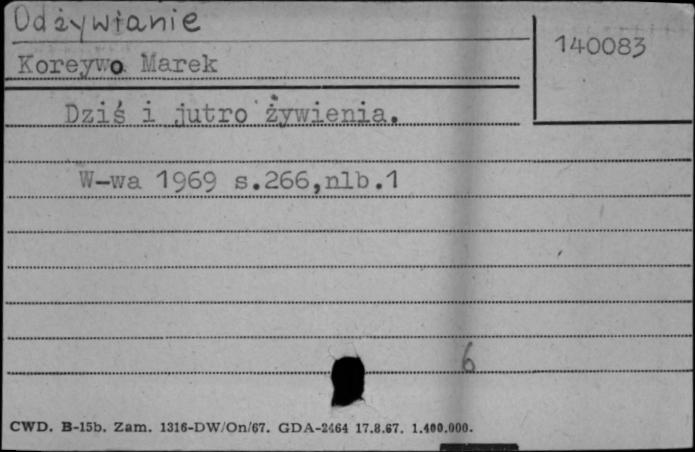 Odżywianie
140083
Koreywo Marek
Dziś i jutro żywienia.
W-wa 1969 s.266,nlb.1
6
CWD. B-15b. Zam. 1316-DW/On/67. GDA-2464 17.8.67. 1.400.000.